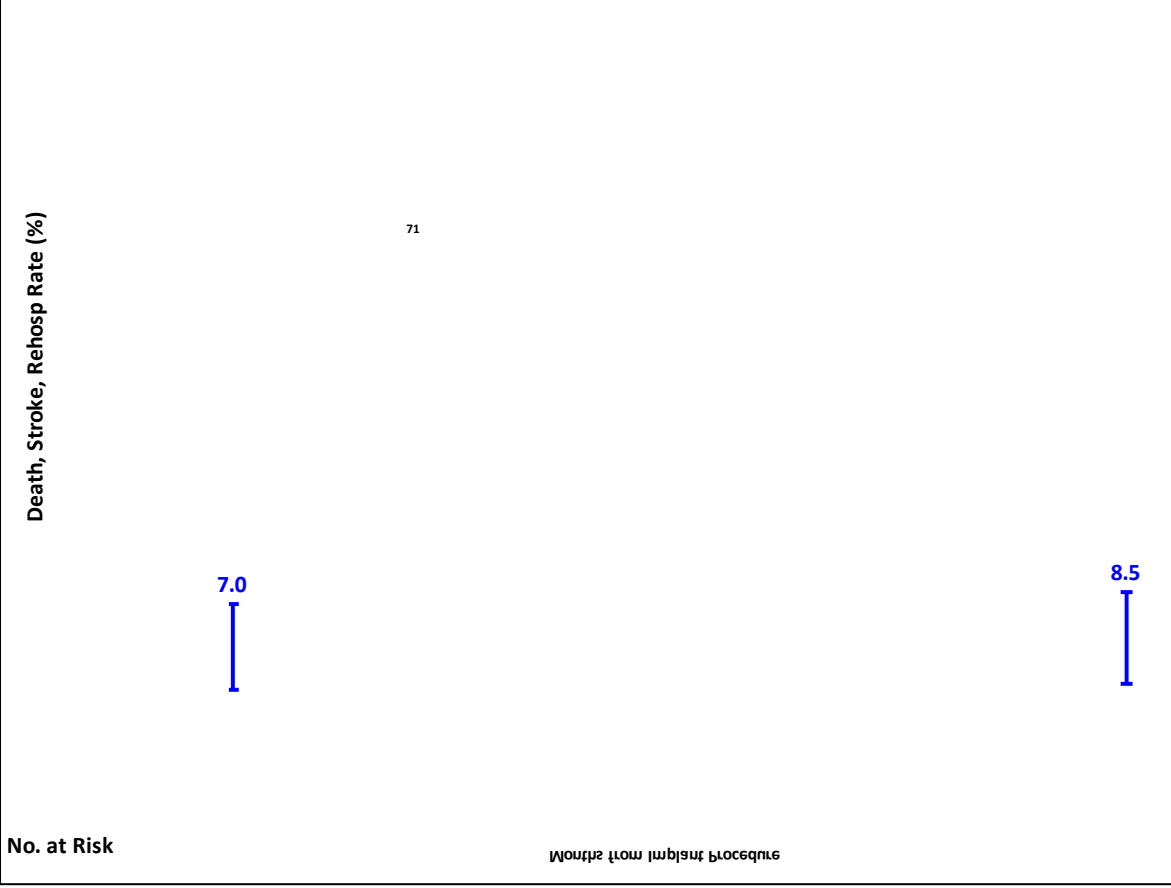 Death, Stroke, Rehosp Rate (%)
71
7.0
8.5
No. at Risk
Months from Implant Procedure